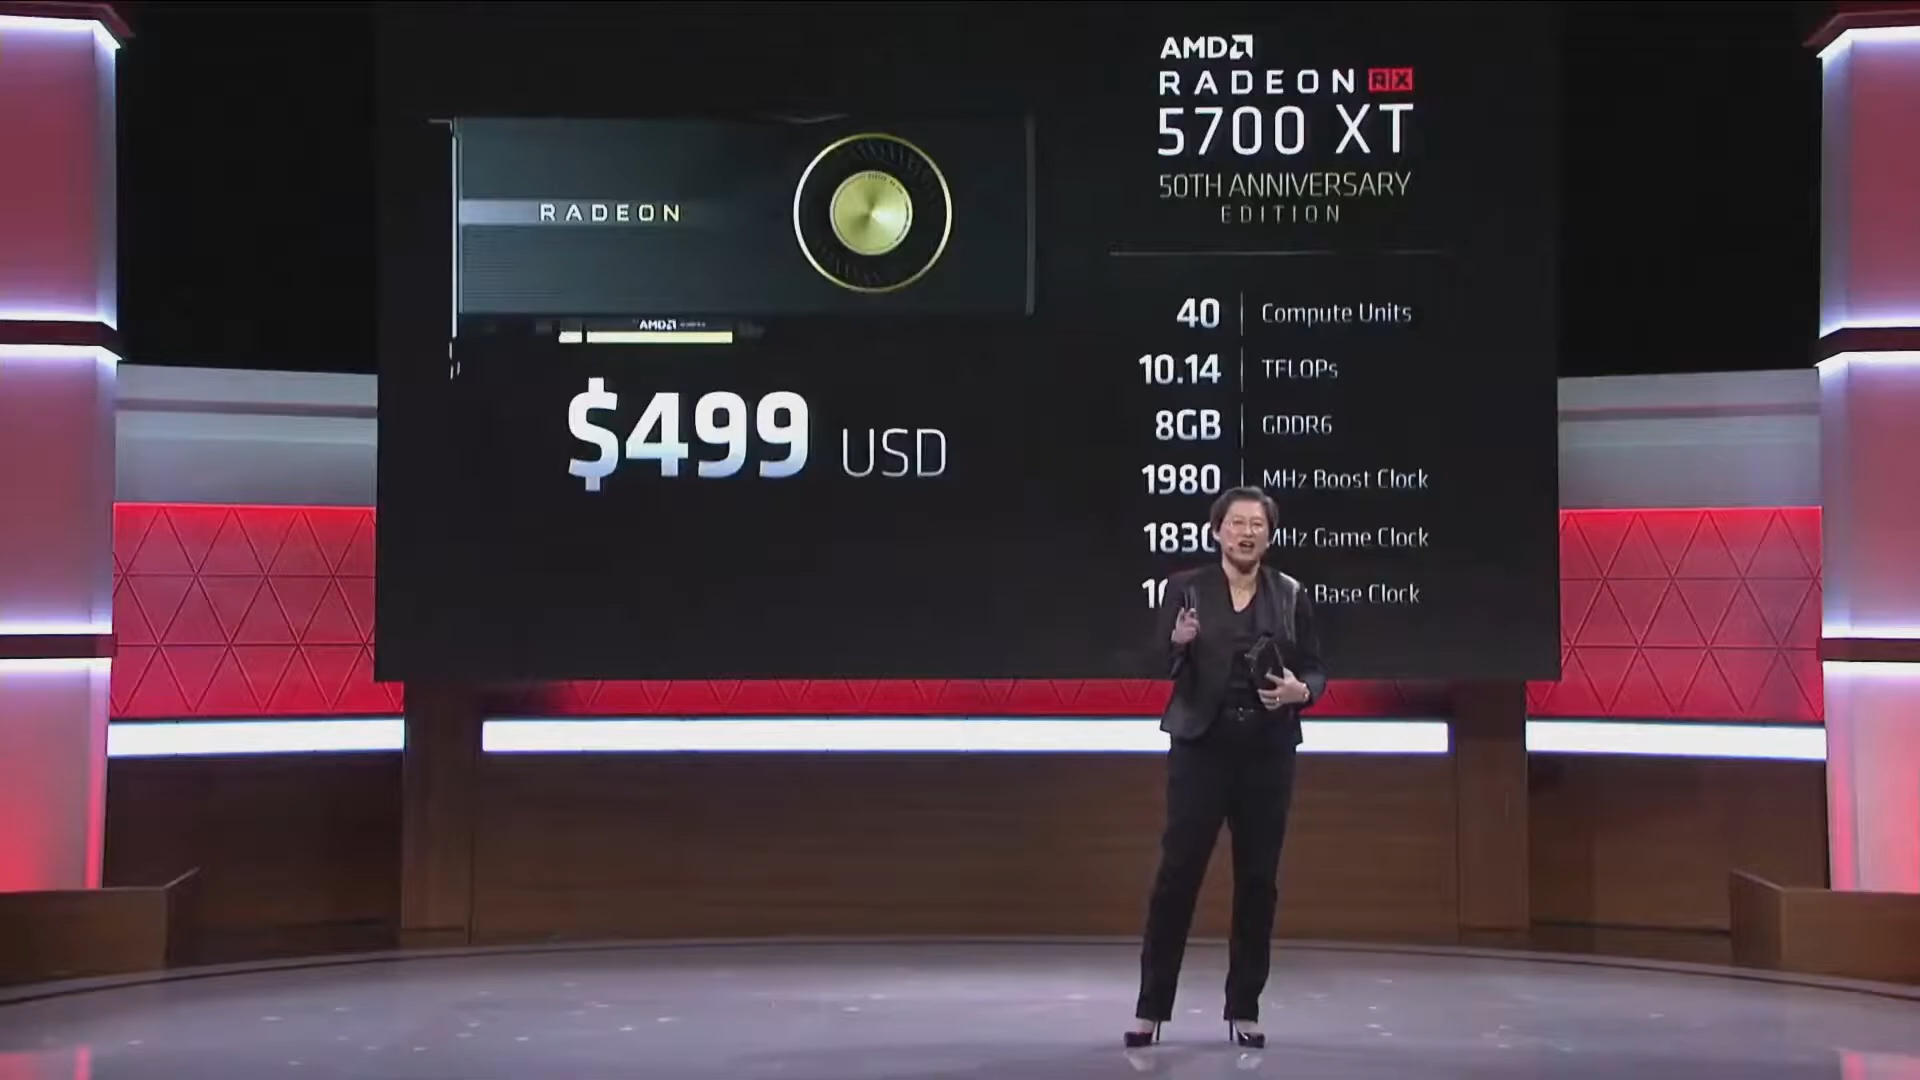 AMD
RADEON RX
5700 XT
50TH ANNIVERSARY
EDITION
RADEON
AMD
$499 USD
40 Compute Units
10.14 TFLOPs
8GB GDDR6
1980 MHz Boost Clock
MHz Game Clock
Base Clock